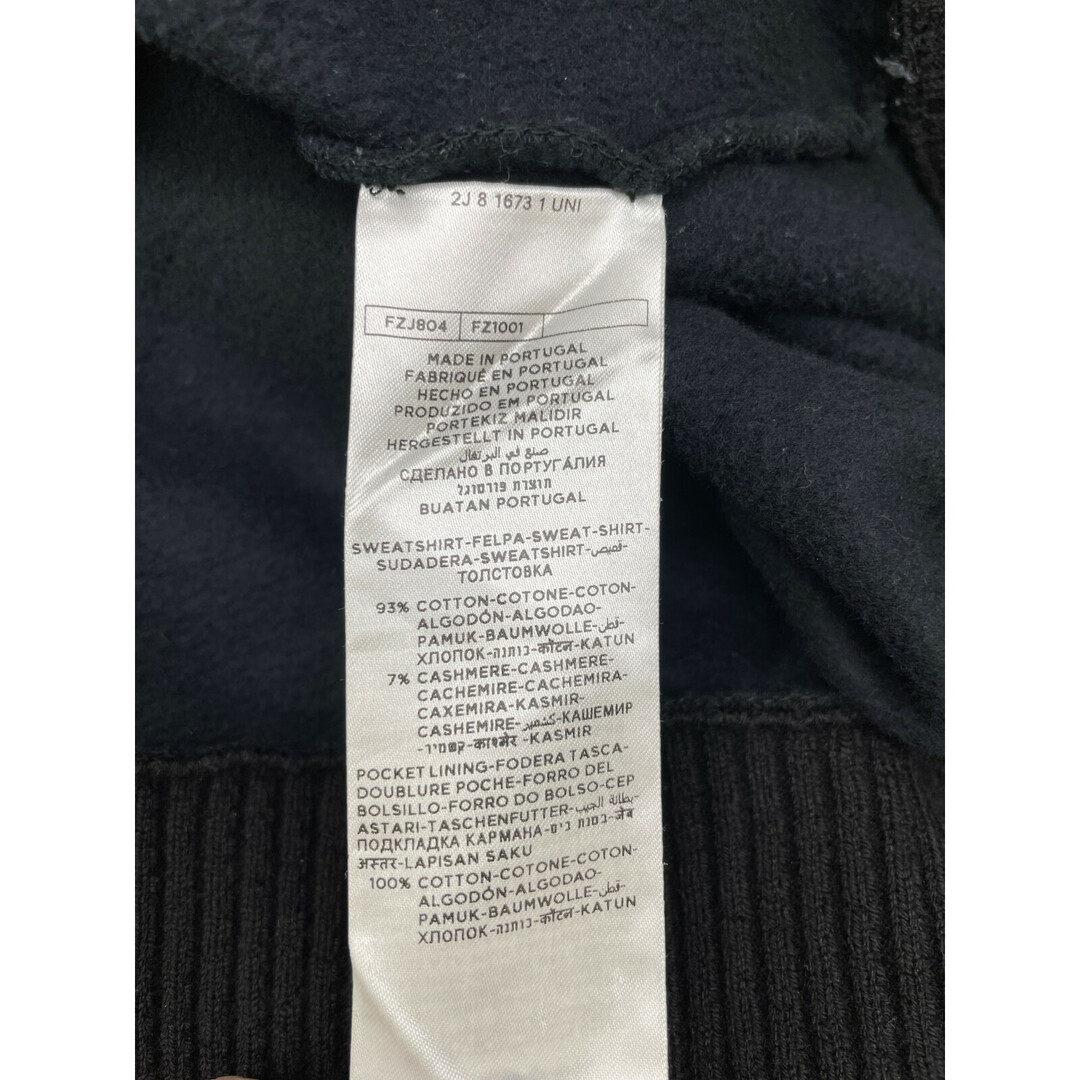 2J 8 1673 1 UNI
FZJ804 FZ1001
MADE IN PORTUGAL
FABRIQUÉ EN PORTUGAL
HECHO EN PORTUGAL
PRODUZIDO EM PORTUGAL
PORTEKIZ MALIDIR
HERGESTELLT IN PORTUGAL
صنع في البرتغال
СДЕЛАНО В ПОРТУГАЛИЯ
תוצרת פורטוגל
BUATAN PORTUGAL
SWEATSHIRT-FELPA-SWEAT-SHIRT-
SUDADERA-SWEATSHIRT-قميص-
ТОЛСТОВКА
93% COTTON-COTONE-COTON-
ALGODÓN-ALGODAO-
PAMUK-BAUMWOLLE-قطن-
ХЛОПОК-כותנה-कॉटन-KATUN
7% CASHMERE-CASHMERE-
CACHEMIRE-CACHEMIRA-
CAXEMIRA-KASMIR-
CASHEMIRE-كشمير-КАШЕМИР
-קשמיר-काश्मेर -KASMIR
POCKET LINING-FODERA TASCA-
DOUBLURE POCHE-FORRO DEL
BOLSILLO-FORRO DO BOLSO-CEP
ASTARI-TASCHENFUTTER-بطانة الجيب-
ПОДКЛАДКА КАРМАНА-בטנת כיס-जेब
अस्तर-LAPISAN SAKU
100% COTTON-COTONE-COTON-
ALGODÓN-ALGODAO-
PAMUK-BAUMWOLLE-قطن-
ХЛОПОК-כותנה-कॉटन-KATUN